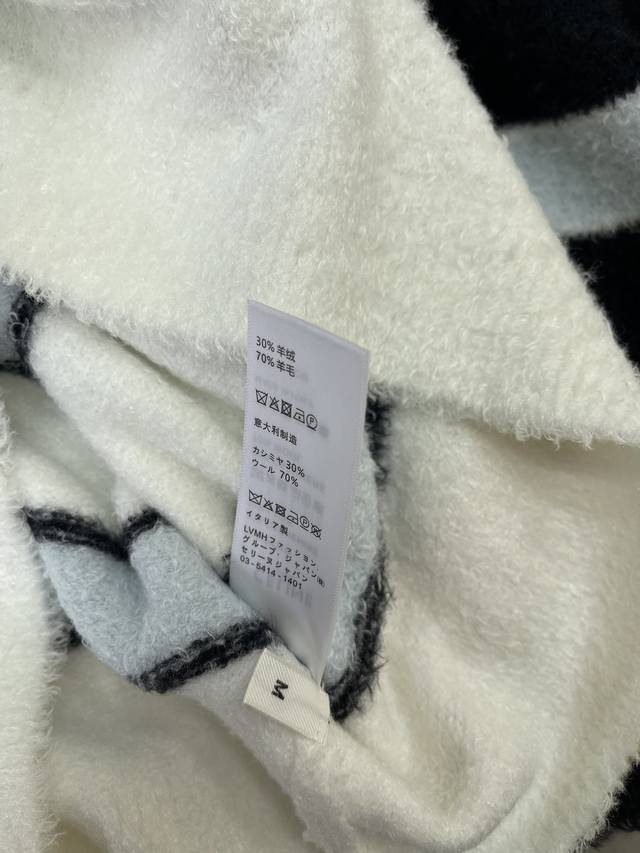 30% 羊绒
70% 羊毛
意大利制造
カシミヤ 30%
ウール 70%
イタリア製
LVMHファッション
グループ・ジャパン㈱
セリーヌジャパン
03-5414-1401
M